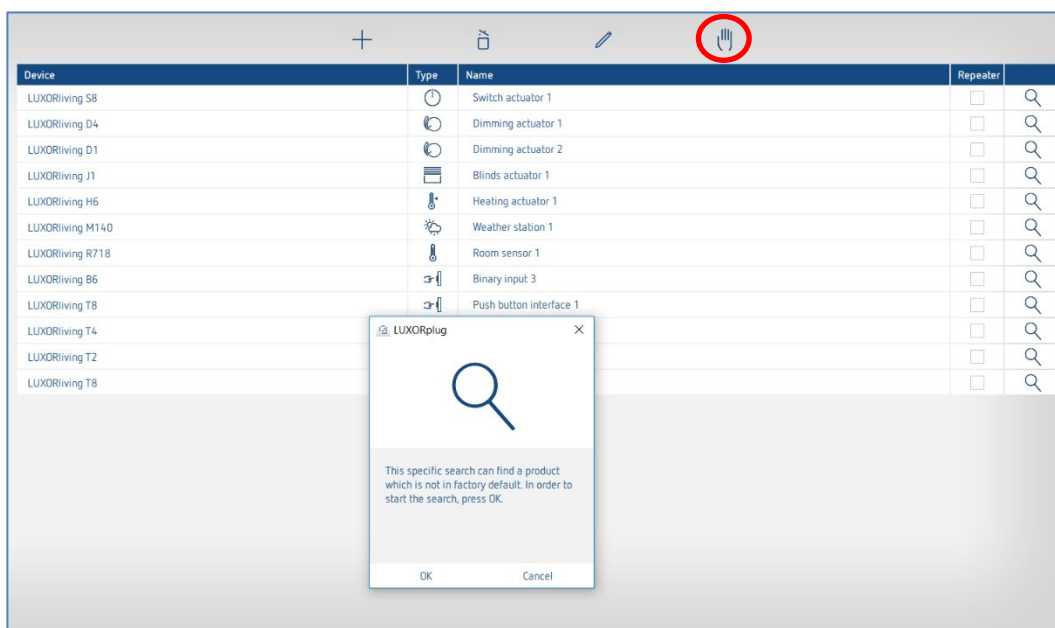 Device Type Name Repeater
LUXORliving S8 Switch actuator 1
LUXORliving D4 Dimming actuator 1
LUXORliving D1 Dimming actuator 2
LUXORliving J1 Blinds actuator 1
LUXORliving H6 Heating actuator 1
LUXORliving M140 Weather station 1
LUXORliving R718 Room sensor 1
LUXORliving B6 Binary input 3
LUXORliving T8 Push button interface 1
LUXORliving T4
LUXORliving T2
LUXORliving T8
LUXORplug
This specific search can find a product
which is not in factory default. In order to
start the search, press OK.
OK Cancel